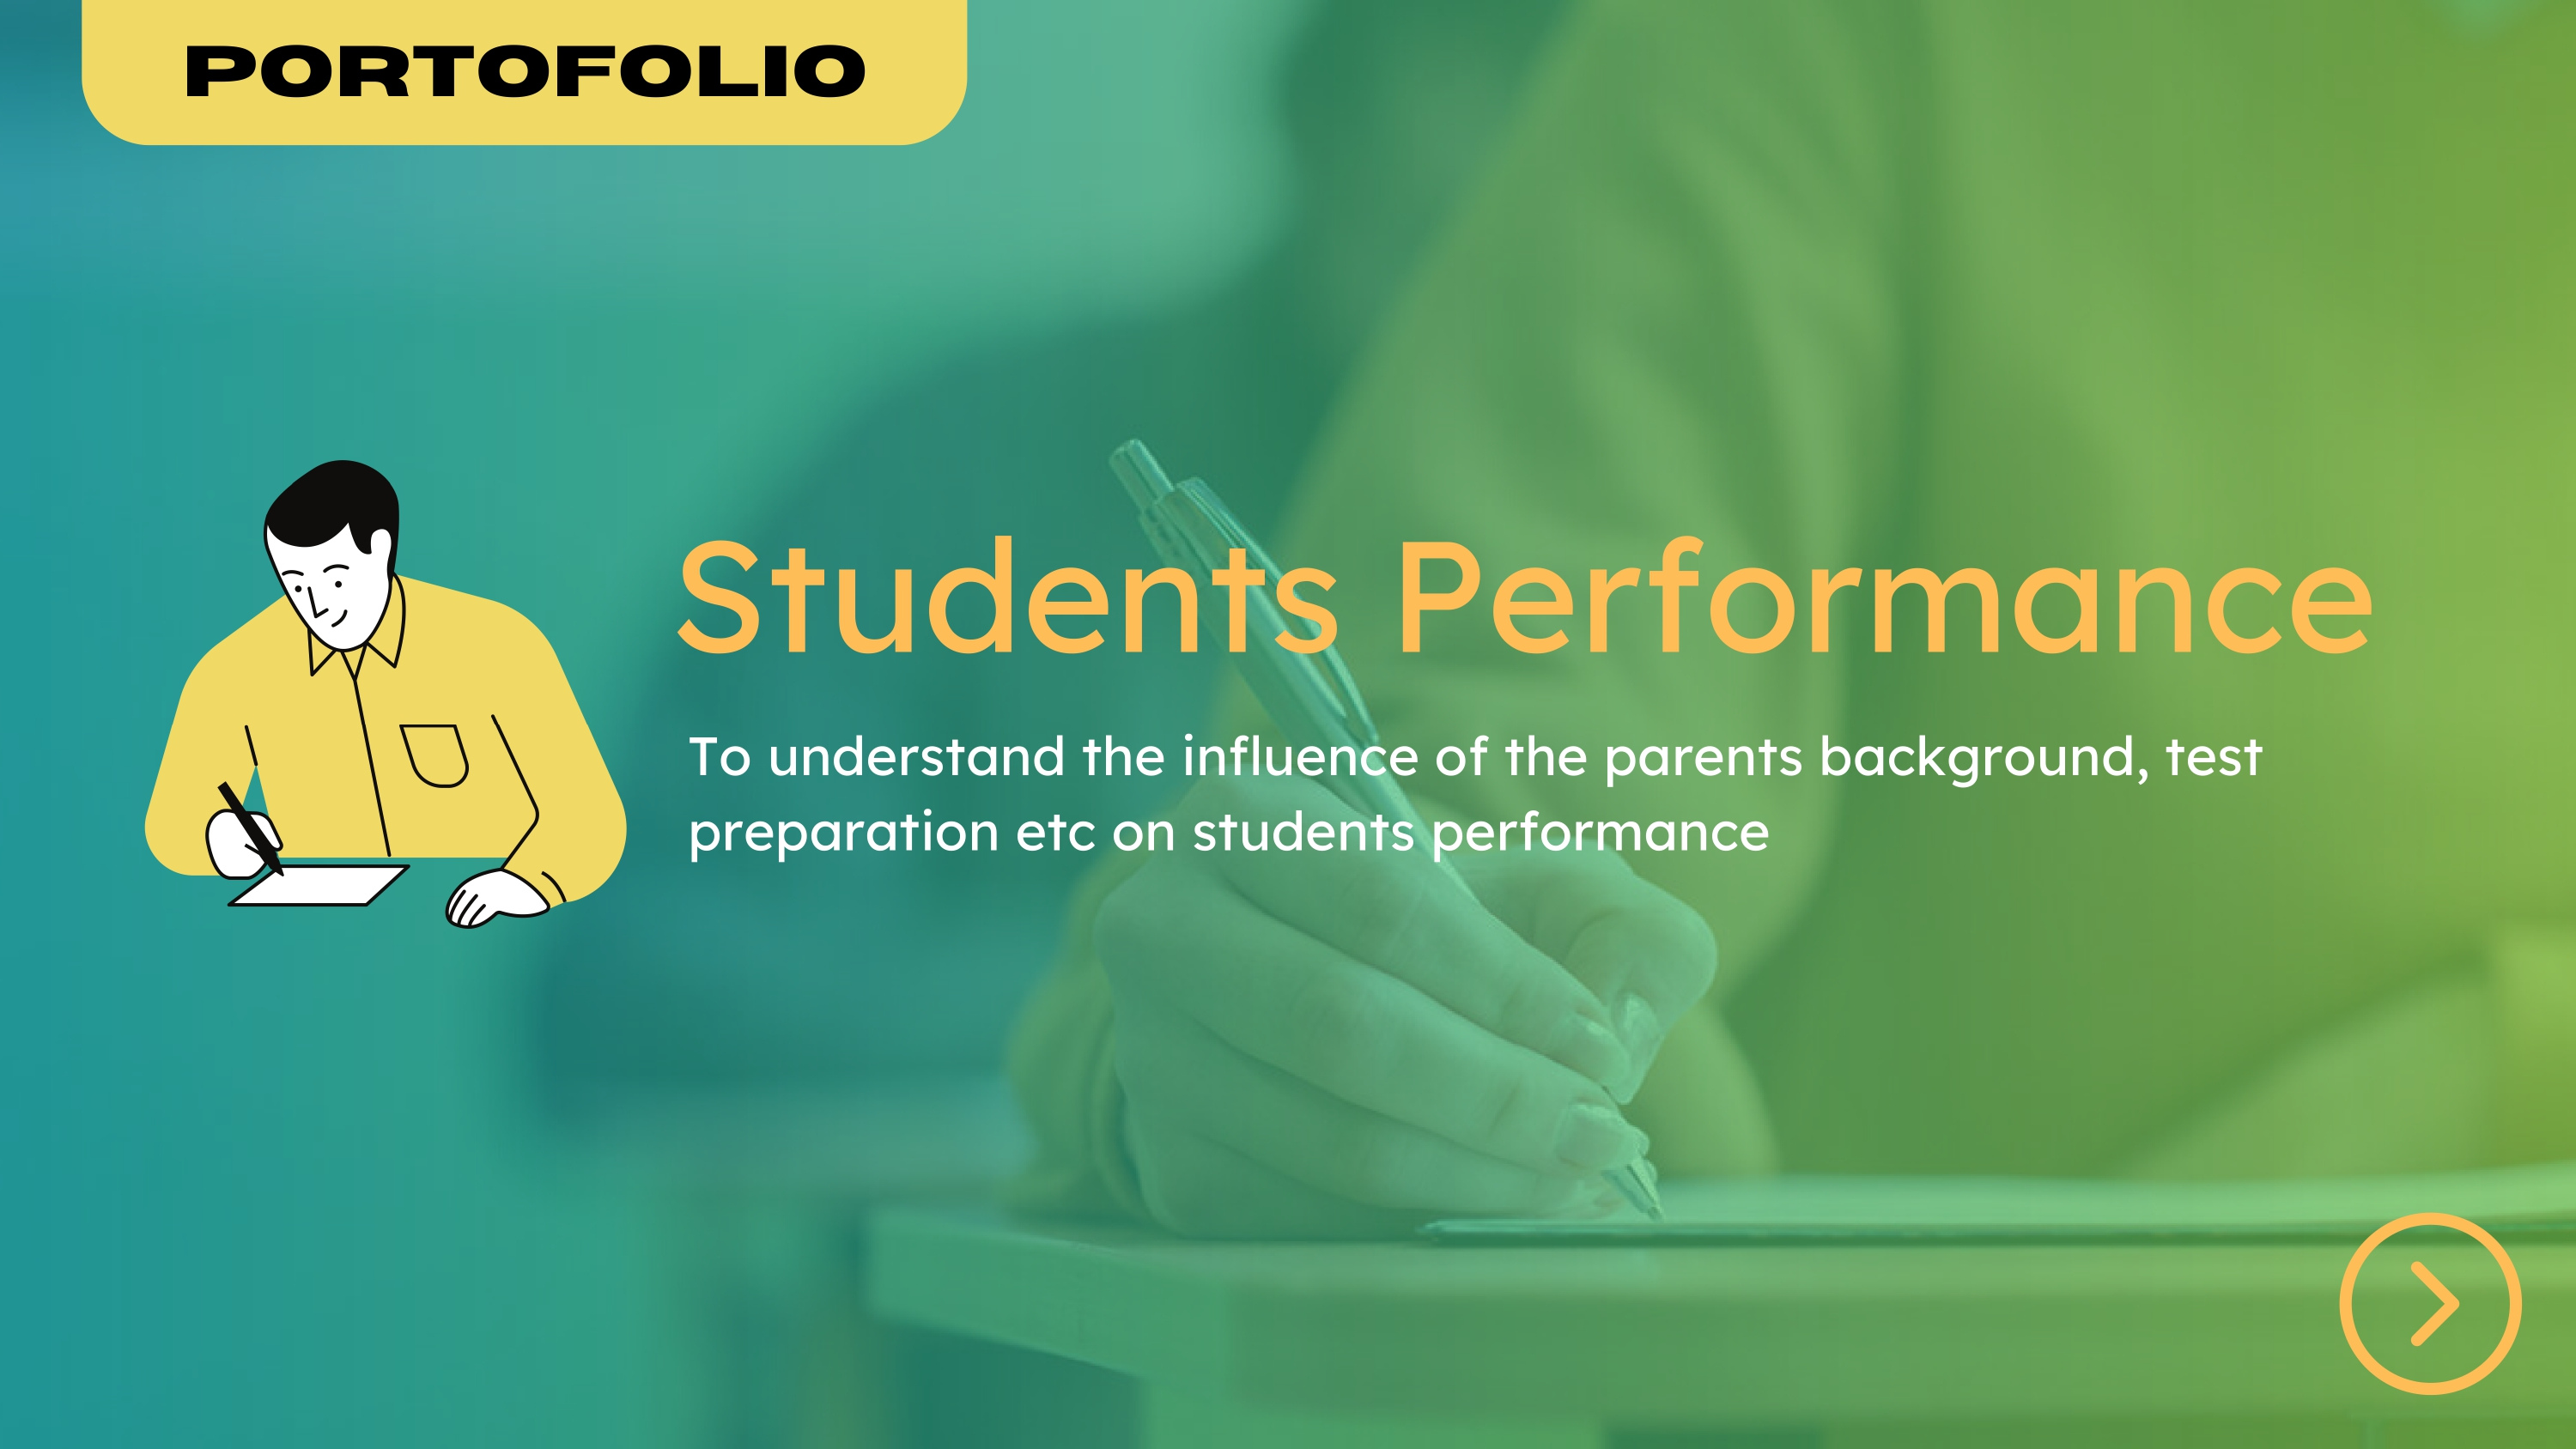 PORTOFOLIO
Students Performance
To understand the influence of the parents background, test
preparation etc on students performance